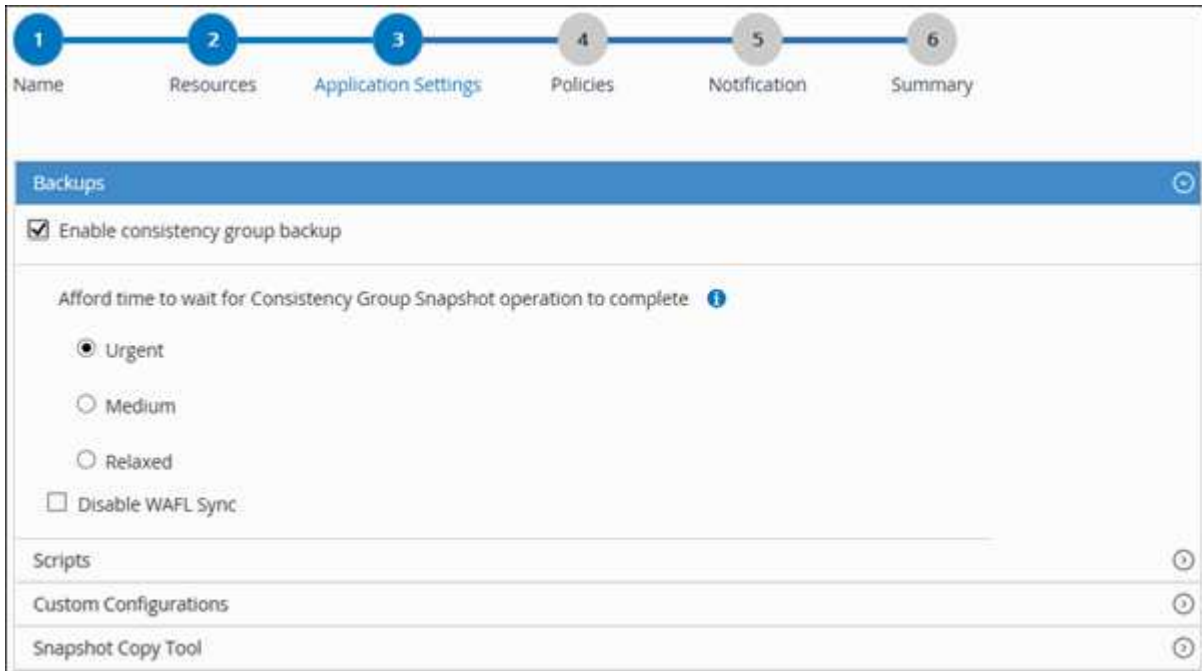 1 2 3 4 5 6
Name Resources Application Settings Policies Notification Summary
Backups
Enable consistency group backup
Afford time to wait for Consistency Group Snapshot operation to complete
Urgent
Medium
Relaxed
Disable WAFL Sync
Scripts
Custom Configurations
Snapshot Copy Tool